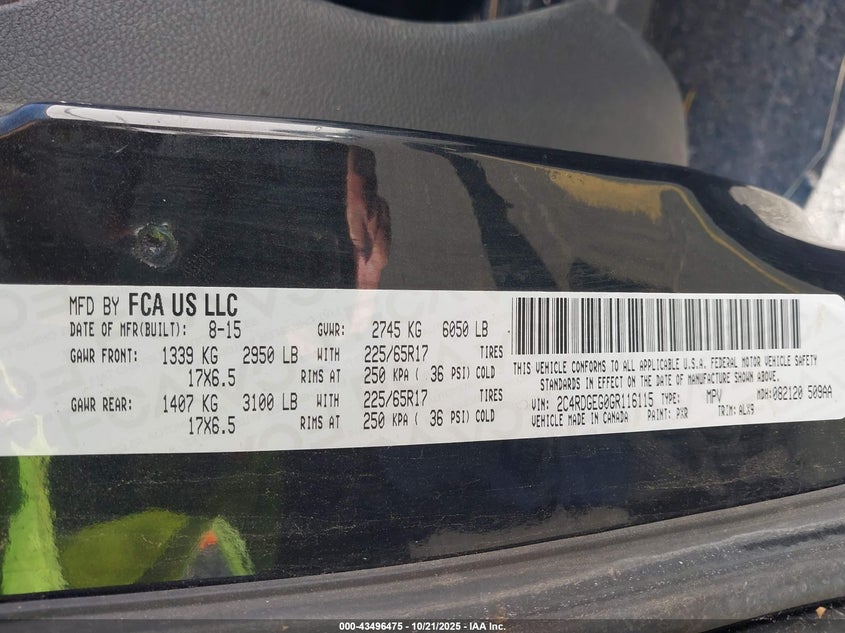 MFD BY FCA US LLC
DATE OF MFR(BUILT): 8-15 GVWR: 2745 KG 6050 LB
GAWR FRONT: 1339 KG 2950 LB WITH 225/65R17 TIRES
17X6.5 RIMS AT 250 KPA ( 36 PSI) COLD
GAWR REAR: 1407 KG 3100 LB WITH 225/65R17 TIRES
17X6.5 RIMS AT 250 KPA ( 36 PSI) COLD
THIS VEHICLE CONFORMS TO ALL APPLICABLE U.S.A. FEDERAL MOTOR VEHICLE SAFETY
STANDARDS IN EFFECT ON THE DATE OF MANUFACTURE SHOWN ABOVE.
VIN: 2C4RDGEG0GR116115 TYPE: MPV MDH: 082120 509AA
VEHICLE MADE IN CANADA PAINT: PXR TRIM: ALX9
000-43496475 - 10/21/2025 - IAA Inc.